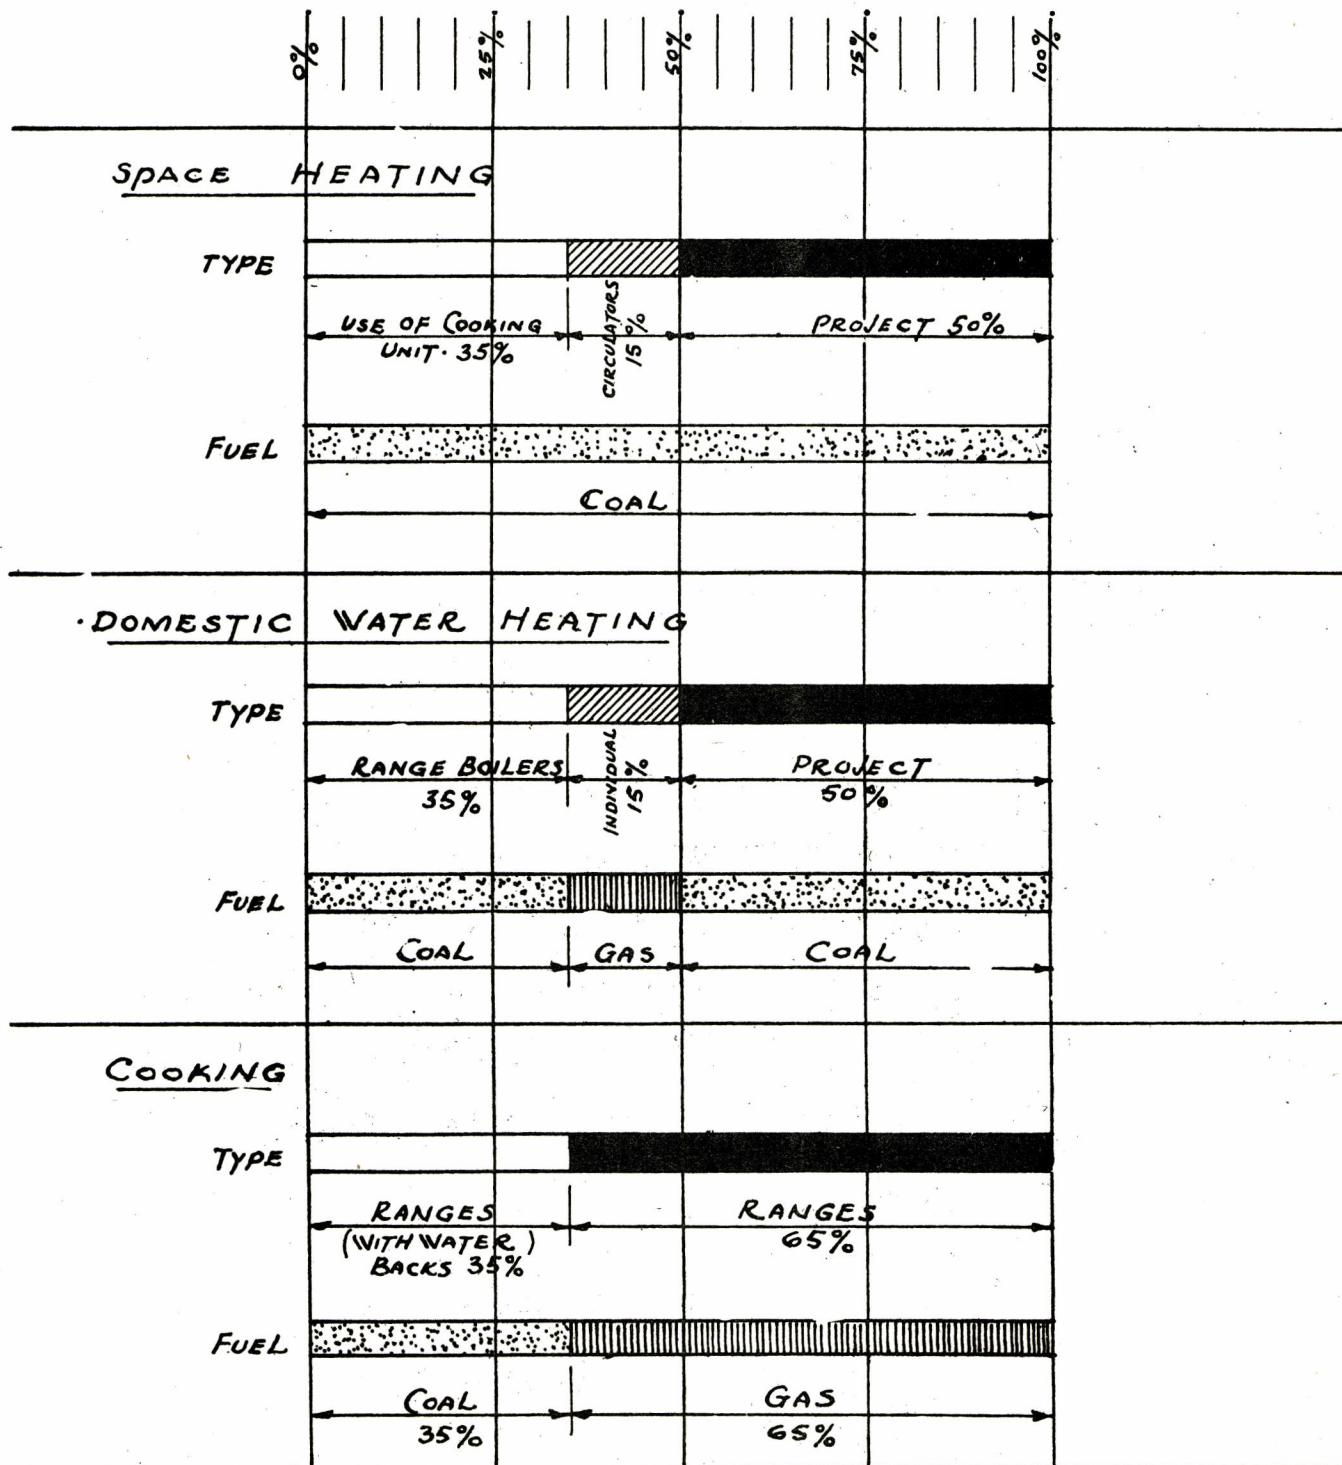 0% 25% 50% 75% 100%
SPACE HEATING
TYPE
USE OF COOKING
UNIT. 35%
CIRCULATORS
15%
PROJECT 50%
FUEL
COAL
DOMESTIC WATER HEATING
TYPE
RANGE BOILERS
35%
INDIVIDUAL
15%
PROJECT
50%
FUEL
COAL GAS COAL
COOKING
TYPE
RANGES
(WITH WATER)
BACKS 35%
RANGES
65%
FUEL
COAL
35%
GAS
65%